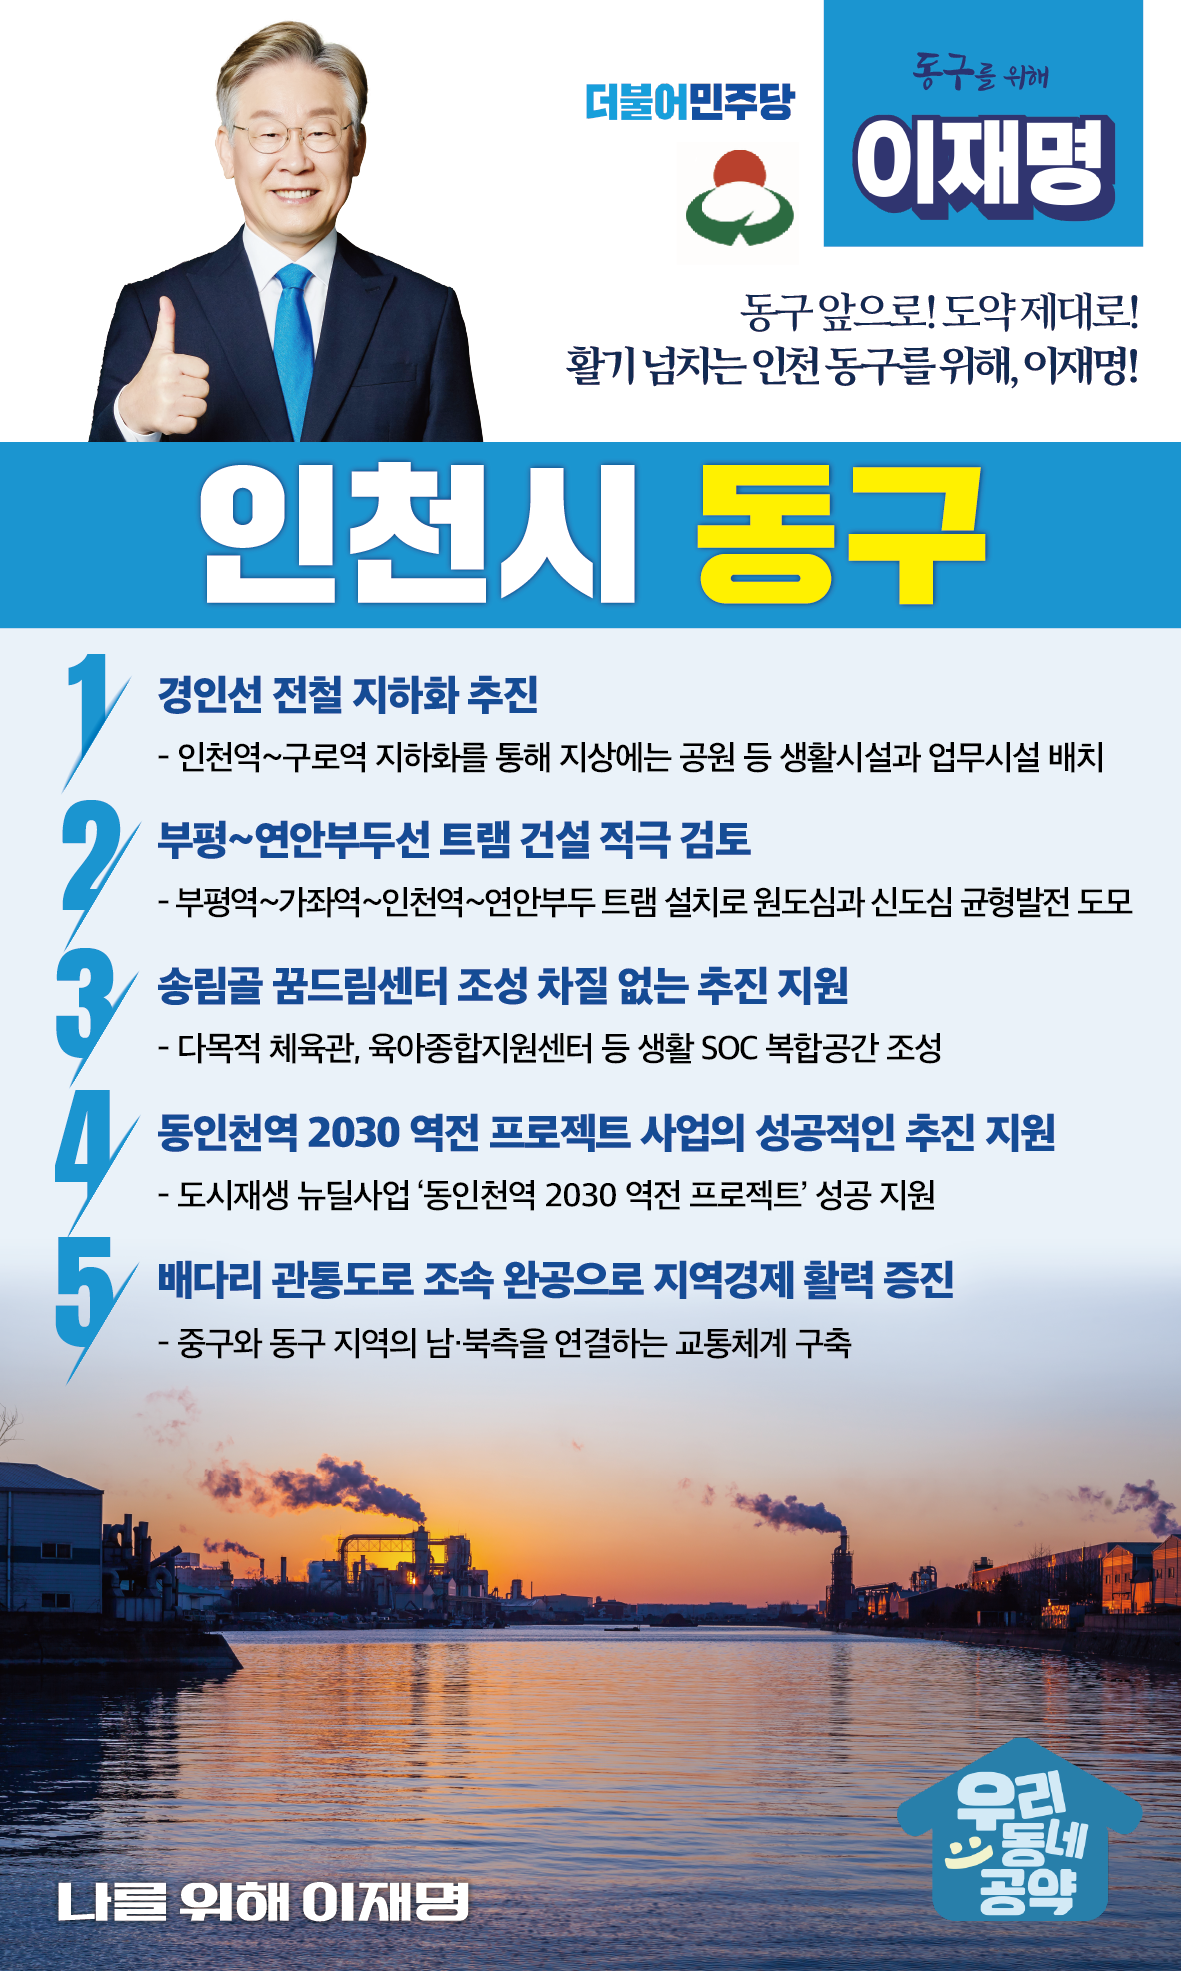 더불어민주당
동구를 위해
이재명
동구 앞으로! 도약 제대로!
활기 넘치는 인천 동구를 위해, 이재명!
인천시 동구
1
경인선 전철 지하화 추진
- 인천역~구로역 지하화를 통해 지상에는 공원 등 생활시설과 업무시설 배치
2
부평~연안부두선 트램 건설 적극 검토
- 부평역~가좌역~인천역~연안부두 트램 설치로 원도심과 신도심 균형발전 도모
3
송림골 꿈드림센터 조성 차질 없는 추진 지원
- 다목적 체육관, 육아종합지원센터 등 생활 SOC 복합공간 조성
4
동인천역 2030 역전 프로젝트 사업의 성공적인 추진 지원
- 도시재생 뉴딜사업 ‘동인천역 2030 역전 프로젝트’ 성공 지원
5
배다리 관통도로 조속 완공으로 지역경제 활력 증진
- 중구와 동구 지역의 남·북측을 연결하는 교통체계 구축
나를 위해 이재명
우리
동네
공약